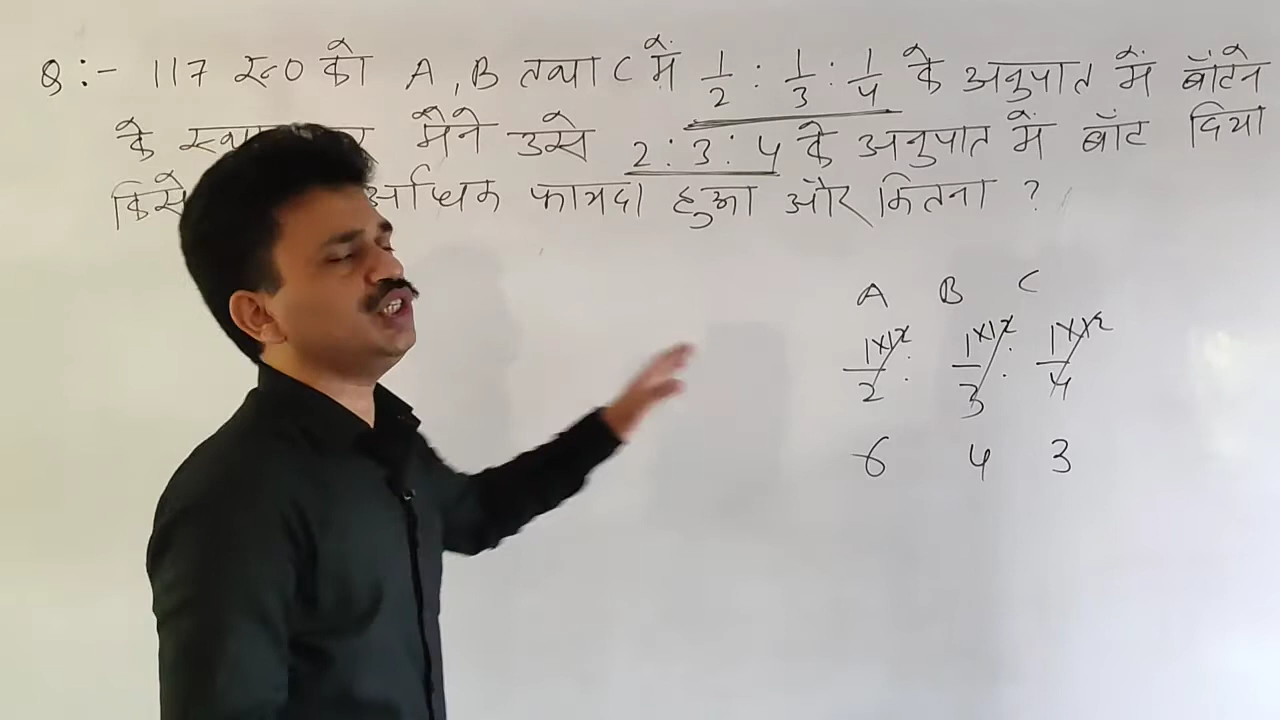 Q :- 117 रु0 को A , B तथा C में 1/2 : 1/3 : 1/4 के अनुपात में बाँटने
के मैने उसे 2 : 3 : 4 के अनुपात में बाँट दिया
किसे अधिक फायदा हुआ और कितना ?
A B C
1×12/2 : 1×12/3 : 1×12/4
6 4 3